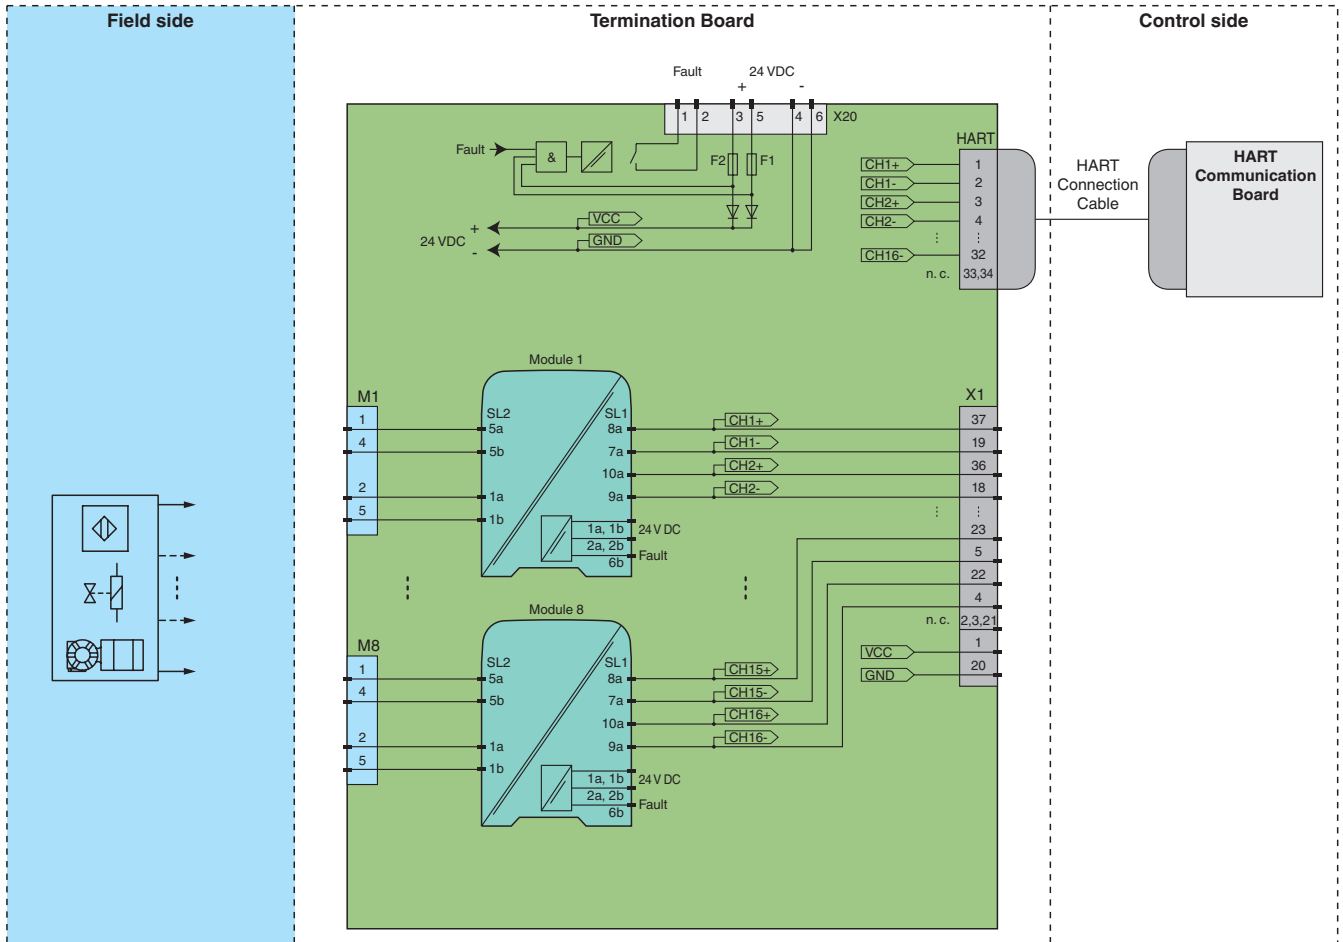 Field side
Termination Board
Control side
Fault 24 VDC
+ -
1 2 3 5 4 6 X20
Fault & F2 F1
VCC
+
24 VDC
-
GND
HART
CH1+ 1
CH1- 2
CH2+ 3
CH2- 4
CH16- 32
n. c. 33,34
HART
Connection
Cable
HART
Communication
Board
Module 1
M1
1
4
2
5
SL2
5a
5b
1a
1b
SL1
8a
7a
10a
9a
1a, 1b
2a, 2b
6b
24 V DC
Fault
CH1+
CH1-
CH2+
CH2-
X1
37
19
36
18
23
5
22
4
n. c. 2,3,21
VCC 1
GND 20
Module 8
M8
1
4
2
5
SL2
5a
5b
1a
1b
SL1
8a
7a
10a
9a
1a, 1b
2a, 2b
6b
24 V DC
Fault
CH15+
CH15-
CH16+
CH16-